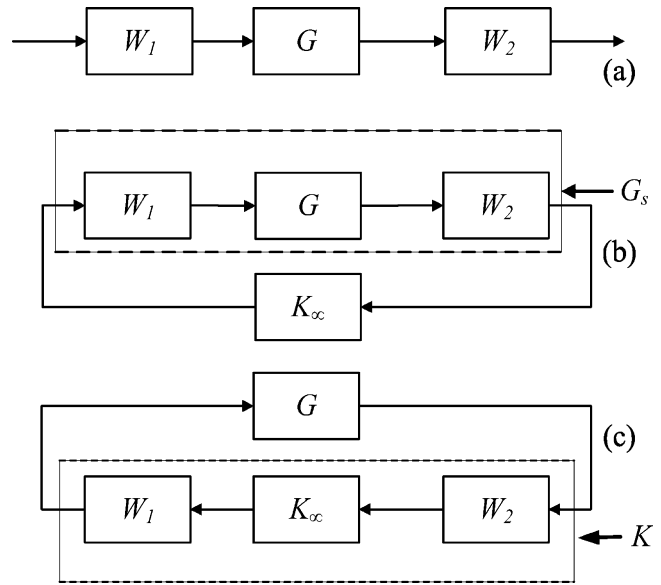 W₁ G W₂
(a)
W₁ G W₂
Gₛ
(b)
K∞
G
(c)
W₁ K∞ W₂
K